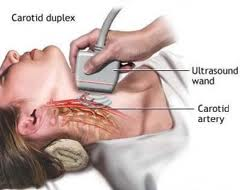 Carotid duplex
Ultrasound
wand
Carotid
artery